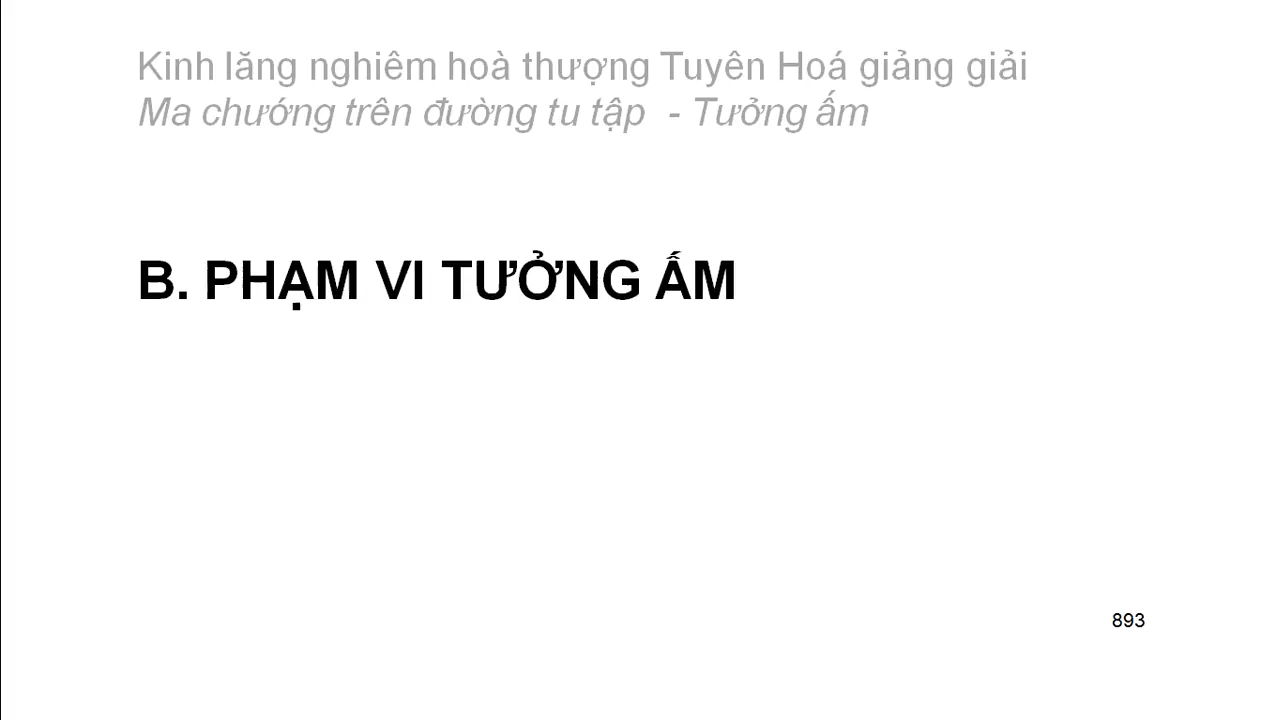 Kinh lăng nghiêm hoà thượng Tuyên Hoá giảng giải
Ma chướng trên đường tu tập - Tưởng ấm
B. PHẠM VI TƯỞNG ẤM
893